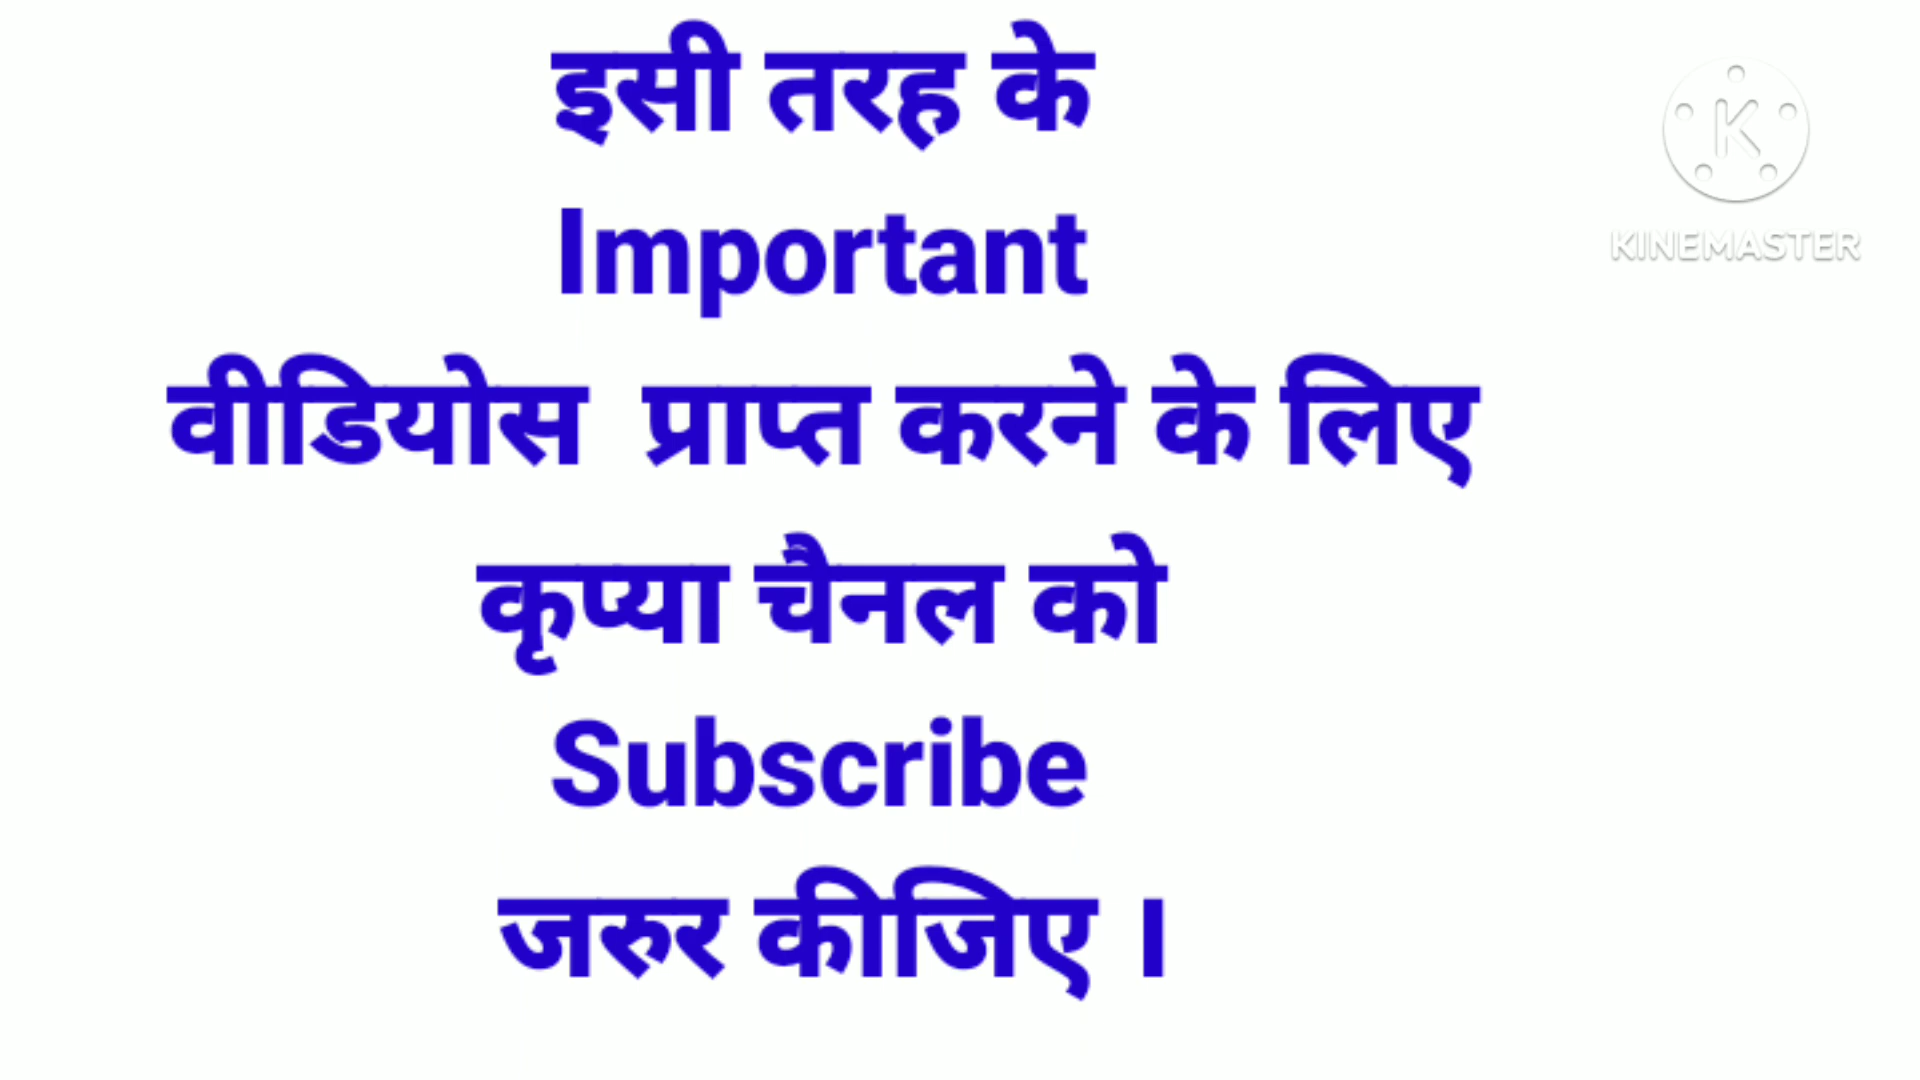 इसी तरह के
Important
वीडियोस प्राप्त करने के लिए
कृप्या चैनल को
Subscribe
जरुर कीजिए ।
K
KINEMASTER